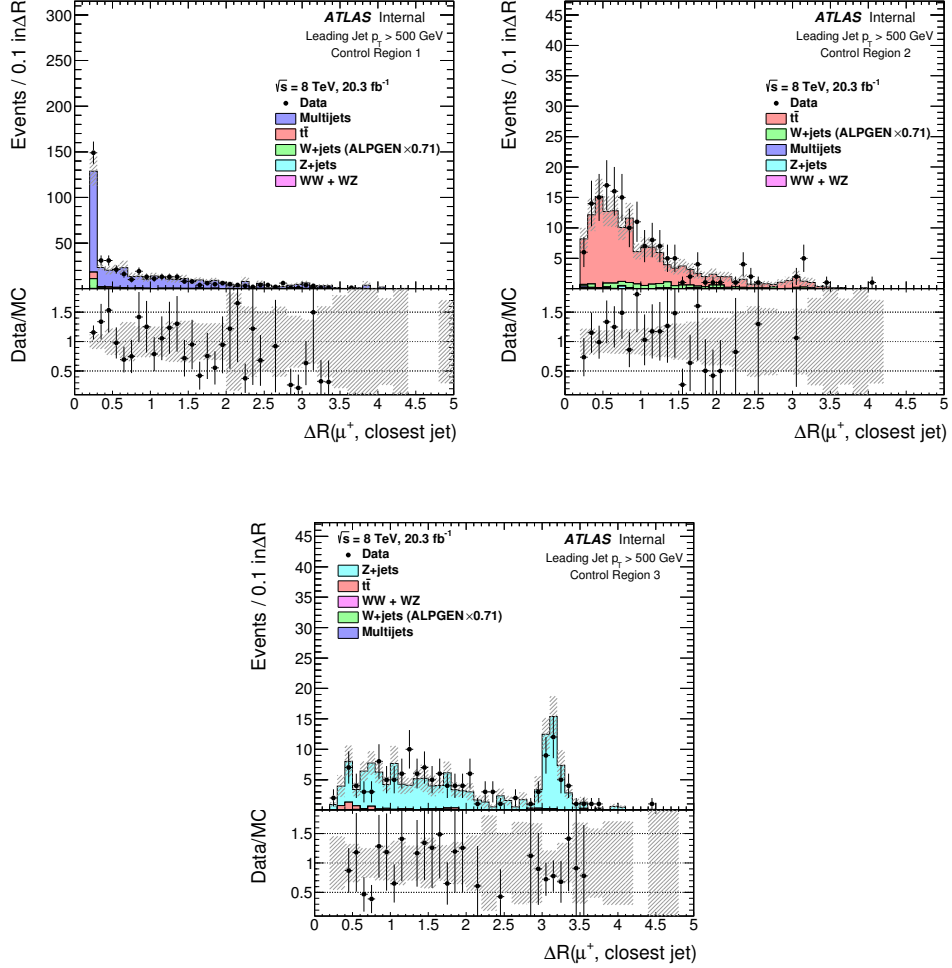 ATLAS Internal
Leading Jet p_T > 500 GeV
Control Region 1
√s = 8 TeV, 20.3 fb⁻¹
Data
Multijets
tt̄
W+jets (ALPGEN×0.71)
Z+jets
WW + WZ
Events / 0.1 in∆R
300
250
200
150
100
50
Data/MC
1.5
1
0.5
0 0.5 1 1.5 2 2.5 3 3.5 4 4.5 5
∆R(μ⁺, closest jet)
ATLAS Internal
Leading Jet p_T > 500 GeV
Control Region 2
√s = 8 TeV, 20.3 fb⁻¹
Data
tt̄
W+jets (ALPGEN×0.71)
Multijets
Z+jets
WW + WZ
Events / 0.1 in∆R
45
40
35
30
25
20
15
10
5
Data/MC
1.5
1
0.5
0 0.5 1 1.5 2 2.5 3 3.5 4 4.5 5
∆R(μ⁺, closest jet)
√s = 8 TeV, 20.3 fb⁻¹
Data
Z+jets
tt̄
WW + WZ
W+jets (ALPGEN×0.71)
Multijets
ATLAS Internal
Leading Jet p_T > 500 GeV
Control Region 3
Events / 0.1 in∆R
45
40
35
30
25
20
15
10
5
0
Data/MC
1.5
1
0.5
0 0.5 1 1.5 2 2.5 3 3.5 4 4.5 5
∆R(μ⁺, closest jet)